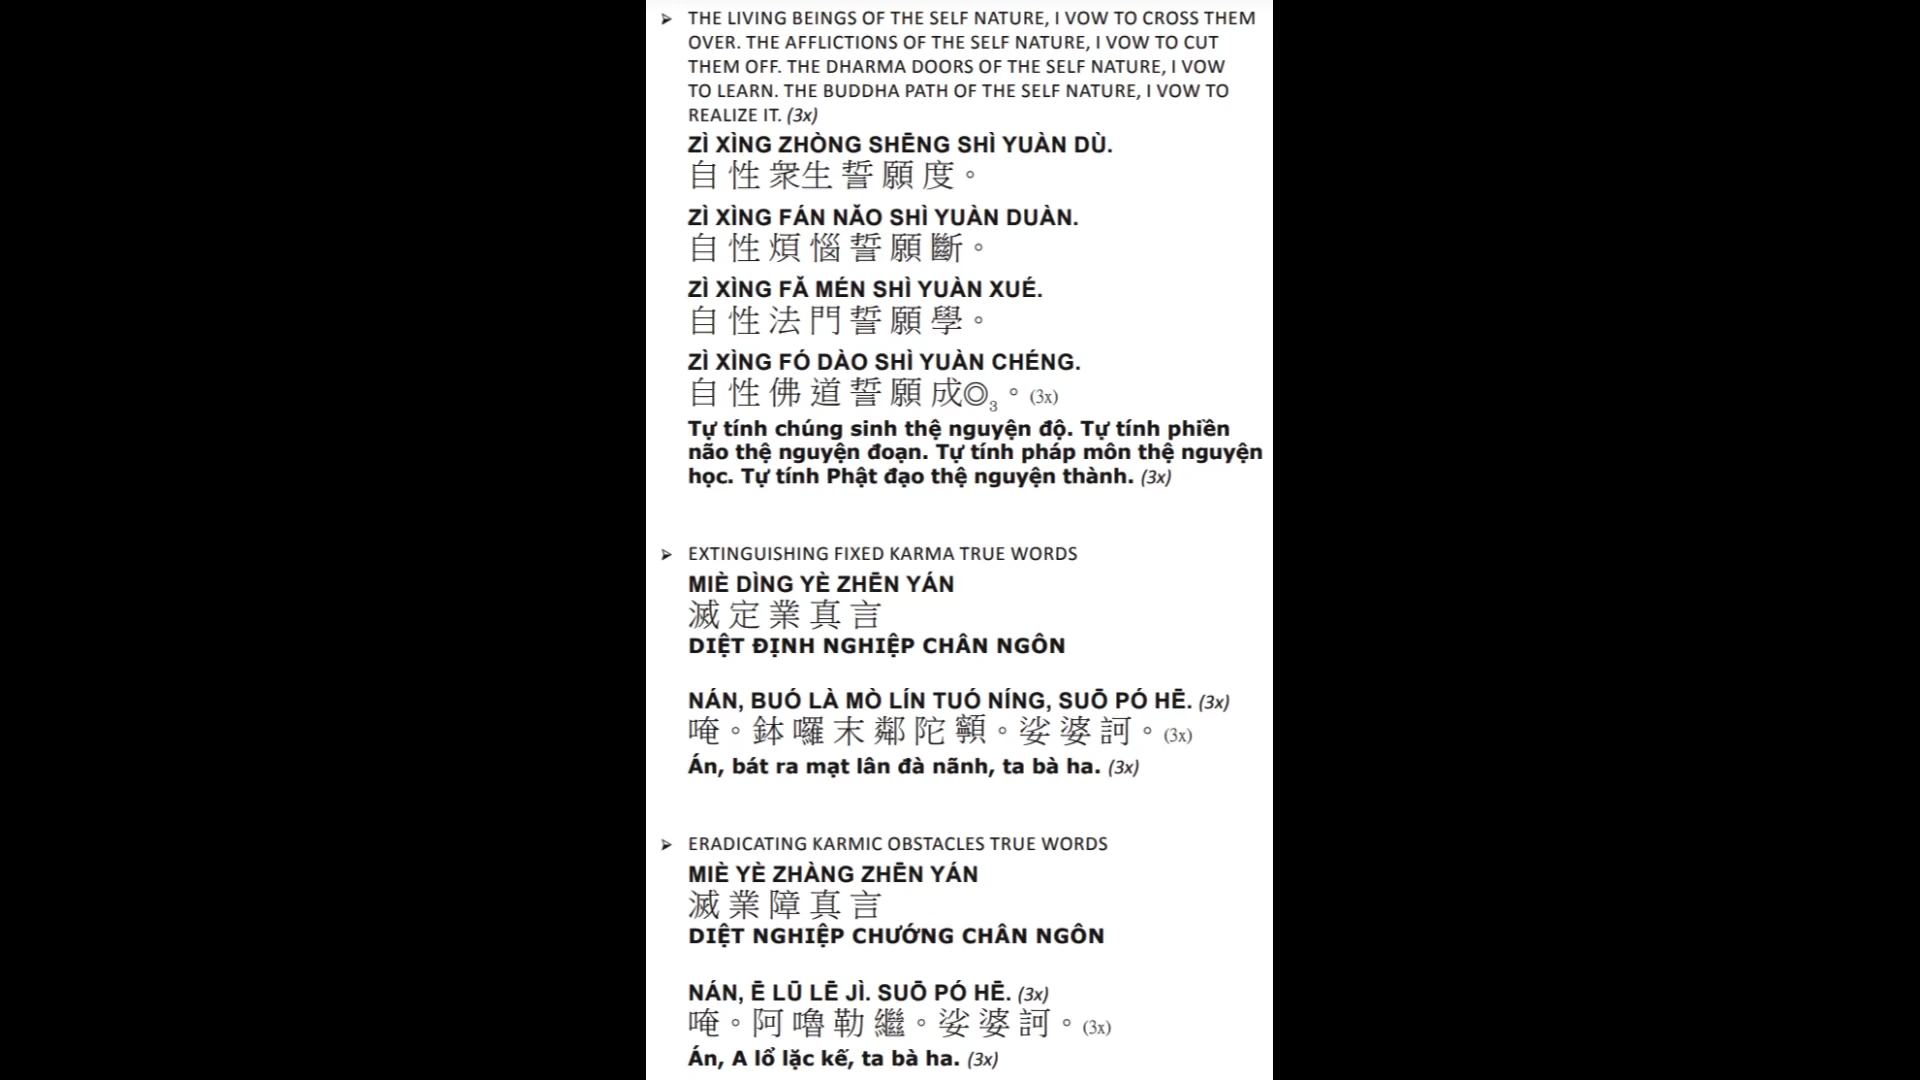 ➢ THE LIVING BEINGS OF THE SELF NATURE, I VOW TO CROSS THEM
OVER. THE AFFLICTIONS OF THE SELF NATURE, I VOW TO CUT
THEM OFF. THE DHARMA DOORS OF THE SELF NATURE, I VOW
TO LEARN. THE BUDDHA PATH OF THE SELF NATURE, I VOW TO
REALIZE IT. (3x)
ZÌ XÌNG ZHÒNG SHĒNG SHÌ YUÀN DÙ.
自性衆生誓願度。
ZÌ XÌNG FÁN NǍO SHÌ YUÀN DUÀN.
自性煩惱誓願斷。
ZÌ XÌNG FǍ MÉN SHÌ YUÀN XUÉ.
自性法門誓願學。
ZÌ XÌNG FÓ DÀO SHÌ YUÀN CHÉNG.
自性佛道誓願成◎3。(3x)
Tự tính chúng sinh thệ nguyện độ. Tự tính phiền
não thệ nguyện đoạn. Tự tính pháp môn thệ nguyện
học. Tự tính Phật đạo thệ nguyện thành. (3x)
➢ EXTINGUISHING FIXED KARMA TRUE WORDS
MIÈ DÌNG YÈ ZHĒN YÁN
滅定業真言
DIỆT ĐỊNH NGHIỆP CHÂN NGÔN
NÁN, BUÓ LÀ MÒ LÍN TUÓ NÍNG, SUŌ PÓ HĒ. (3x)
唵。鉢囉末鄰陀顐。娑婆訶。(3x)
Án, bát ra mạt lân đà nãnh, ta bà ha. (3x)
➢ ERADICATING KARMIC OBSTACLES TRUE WORDS
MIÈ YÈ ZHÀNG ZHĒN YÁN
滅業障真言
DIỆT NGHIỆP CHƯỚNG CHÂN NGÔN
NÁN, Ē LŪ LĒ JÌ. SUŌ PÓ HĒ. (3x)
唵。阿嚕勒繼。娑婆訶。(3x)
Án, A lổ lặc kế, ta bà ha. (3x)